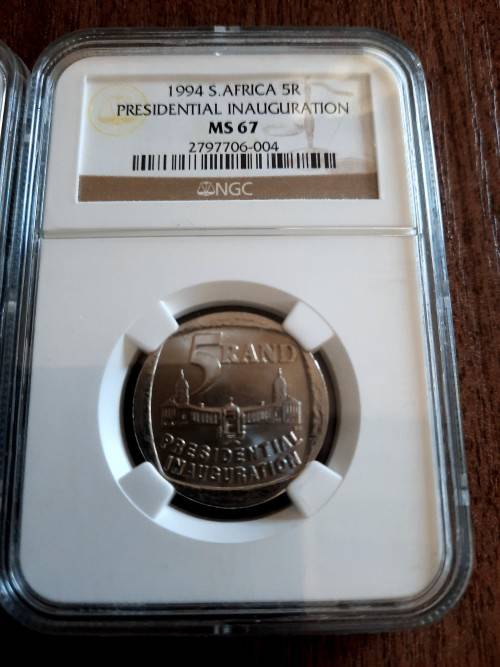 1994 S.AFRICA 5R
PRESIDENTIAL INAUGURATION
MS 67
2797706-004
NGC
5 RAND
PRESIDENTIAL
INAUGURATION